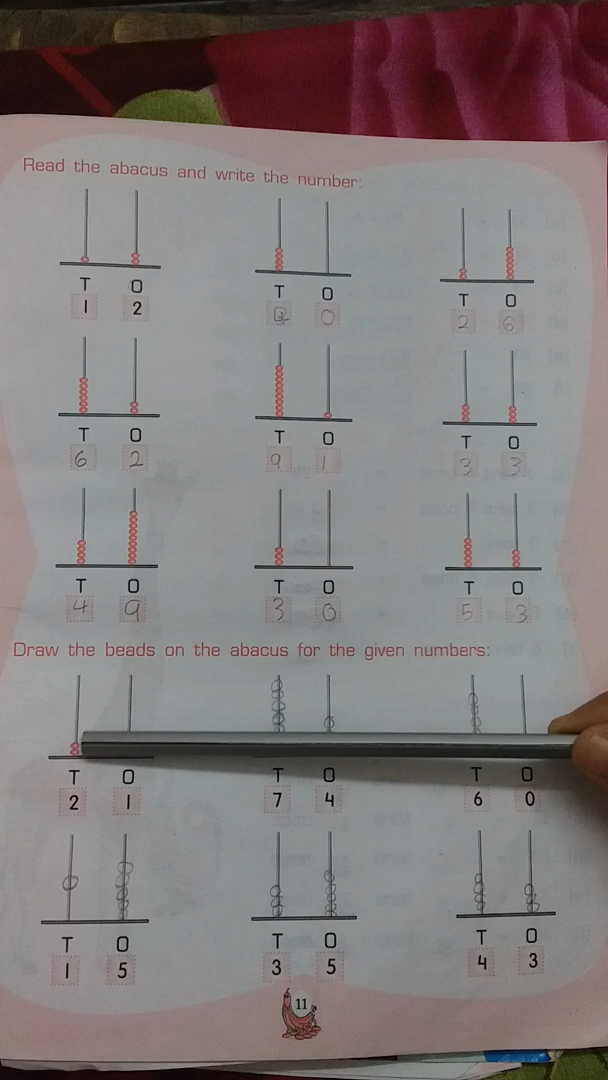 Read the abacus and write the number:
T O T O T O
1 2 0 2 6
T O T O T O
6 2 9 1 3 3
T O T O T O
4 9 3 0 5 3
Draw the beads on the abacus for the given numbers:
T O T O T O
2 1 7 4 6 0
T O T O T O
1 5 3 5 4 3
11